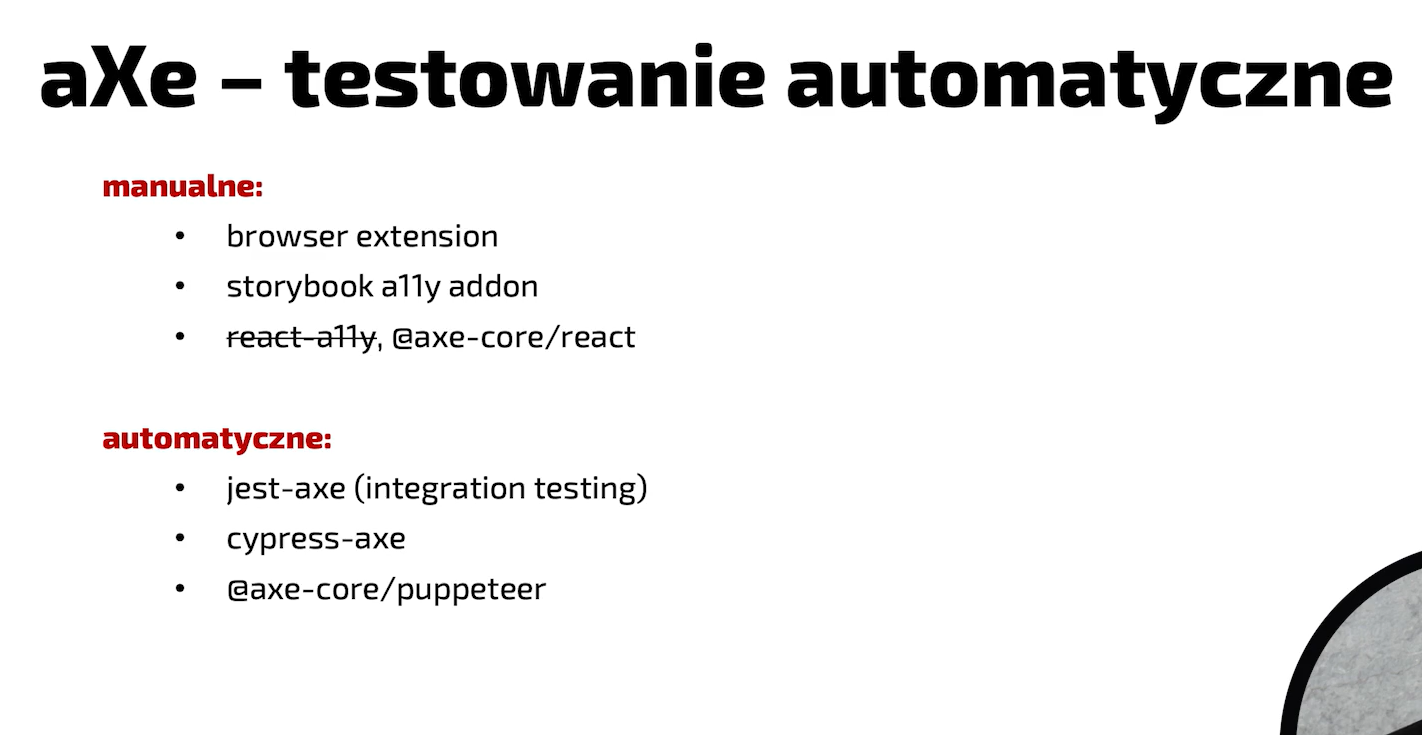 aXe – testowanie automatyczne
manualne:
• browser extension
• storybook a11y addon
• react-a11y, @axe-core/react
automatyczne:
• jest-axe (integration testing)
• cypress-axe
• @axe-core/puppeteer